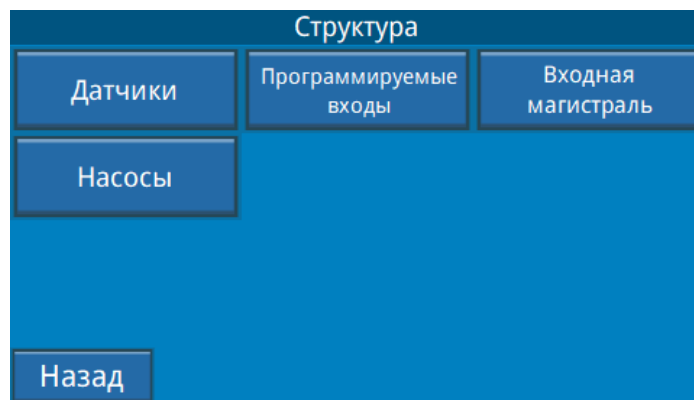 Структура
Датчики
Программируемые
входы
Входная
магистраль
Насосы
Назад